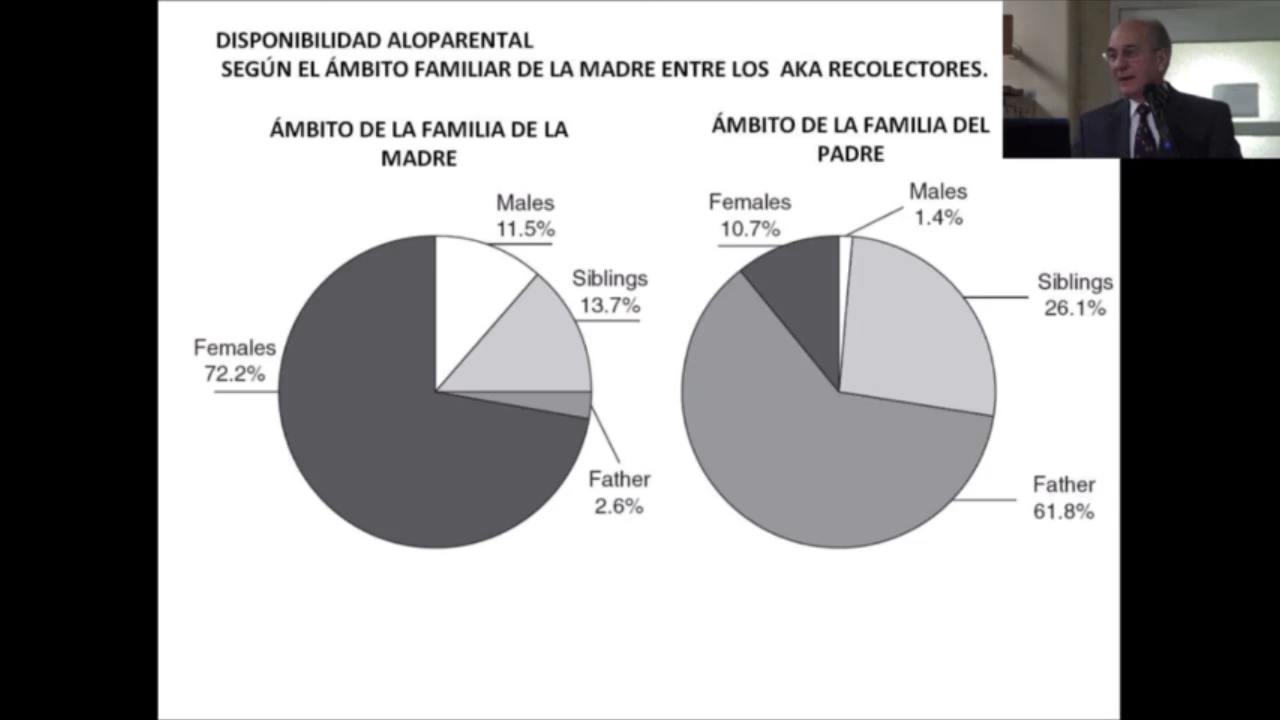 DISPONIBILIDAD ALOPARENTAL
SEGÚN EL ÁMBITO FAMILIAR DE LA MADRE ENTRE LOS AKA RECOLECTORES.
ÁMBITO DE LA FAMILIA DE LA
MADRE
Males
11.5%
Siblings
13.7%
Females
72.2%
Father
2.6%
ÁMBITO DE LA FAMILIA DEL
PADRE
Females
10.7%
Males
1.4%
Siblings
26.1%
Father
61.8%